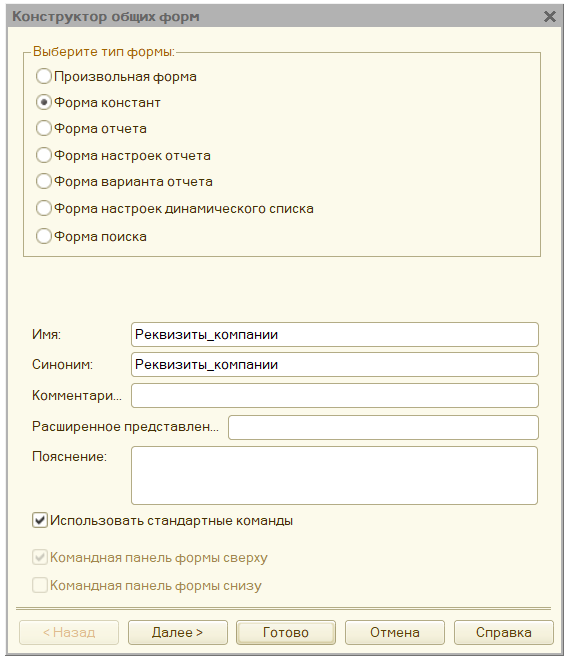 Конструктор общих форм
Выберите тип формы:
Произвольная форма
Форма констант
Форма отчета
Форма настроек отчета
Форма варианта отчета
Форма настроек динамического списка
Форма поиска
Имя: Реквизиты_компании
Синоним: Реквизиты_компании
Комментари...
Расширенное представлен...
Пояснение:
Использовать стандартные команды
Командная панель формы сверху
Командная панель формы снизу
< Назад Далее > Готово Отмена Справка